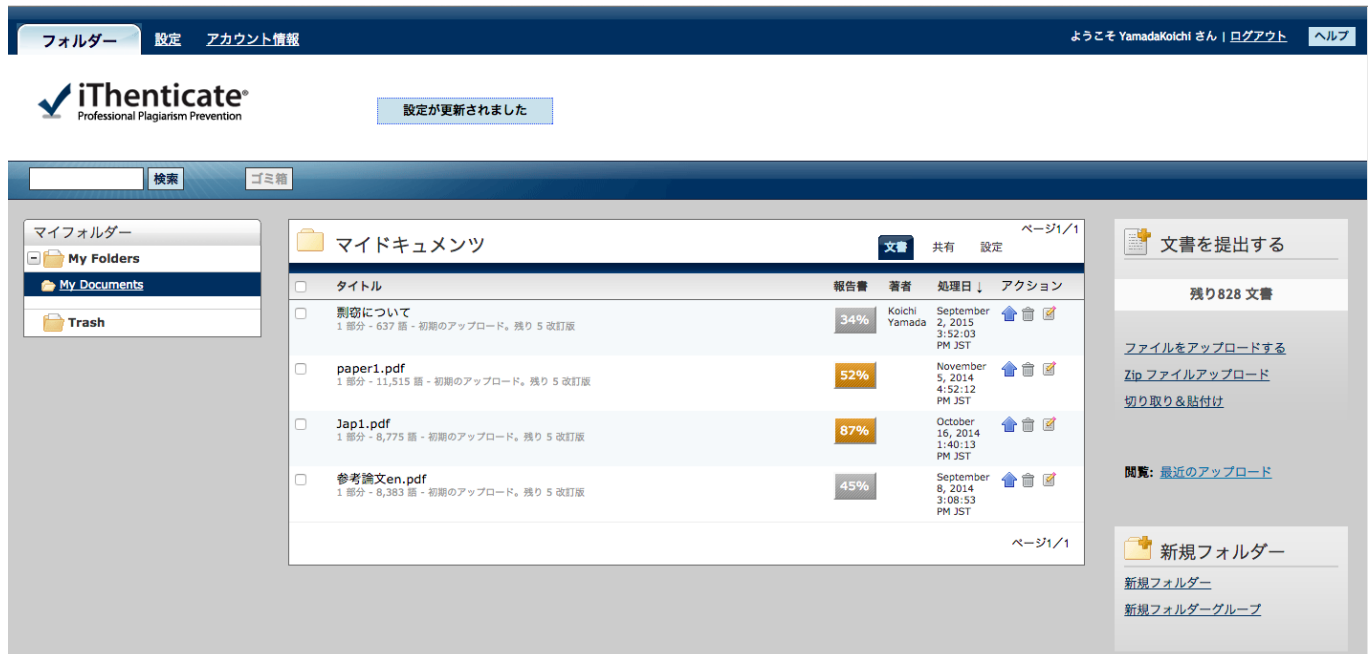 フォルダー 設定 アカウント情報 ようこそ YamadaKoichi さん | ログアウト ヘルプ
iThenticate®
Professional Plagiarism Prevention
設定が更新されました
検索 ゴミ箱
マイフォルダー
My Folders
My Documents
Trash
マイドキュメンツ
文書 共有 設定
ページ1/1
タイトル 報告書 著者 処理日↓ アクション
剽窃について
1 部分 - 637 語 - 初期のアップロード。残り 5 改訂版
34%
Koichi
Yamada
September
2, 2015
3:52:03
PM JST
paper1.pdf
1 部分 - 11,515 語 - 初期のアップロード。残り 5 改訂版
52%
November
5, 2014
4:52:12
PM JST
Jap1.pdf
1 部分 - 8,775 語 - 初期のアップロード。残り 5 改訂版
87%
October
16, 2014
1:40:13
PM JST
参考論文en.pdf
1 部分 - 8,383 語 - 初期のアップロード。残り 5 改訂版
45%
September
8, 2014
3:08:53
PM JST
ページ1/1
文書を提出する
残り828 文書
ファイルをアップロードする
Zip ファイルアップロード
切り取り＆貼付け
閲覧: 最近のアップロード
新規フォルダー
新規フォルダー
新規フォルダーグループ